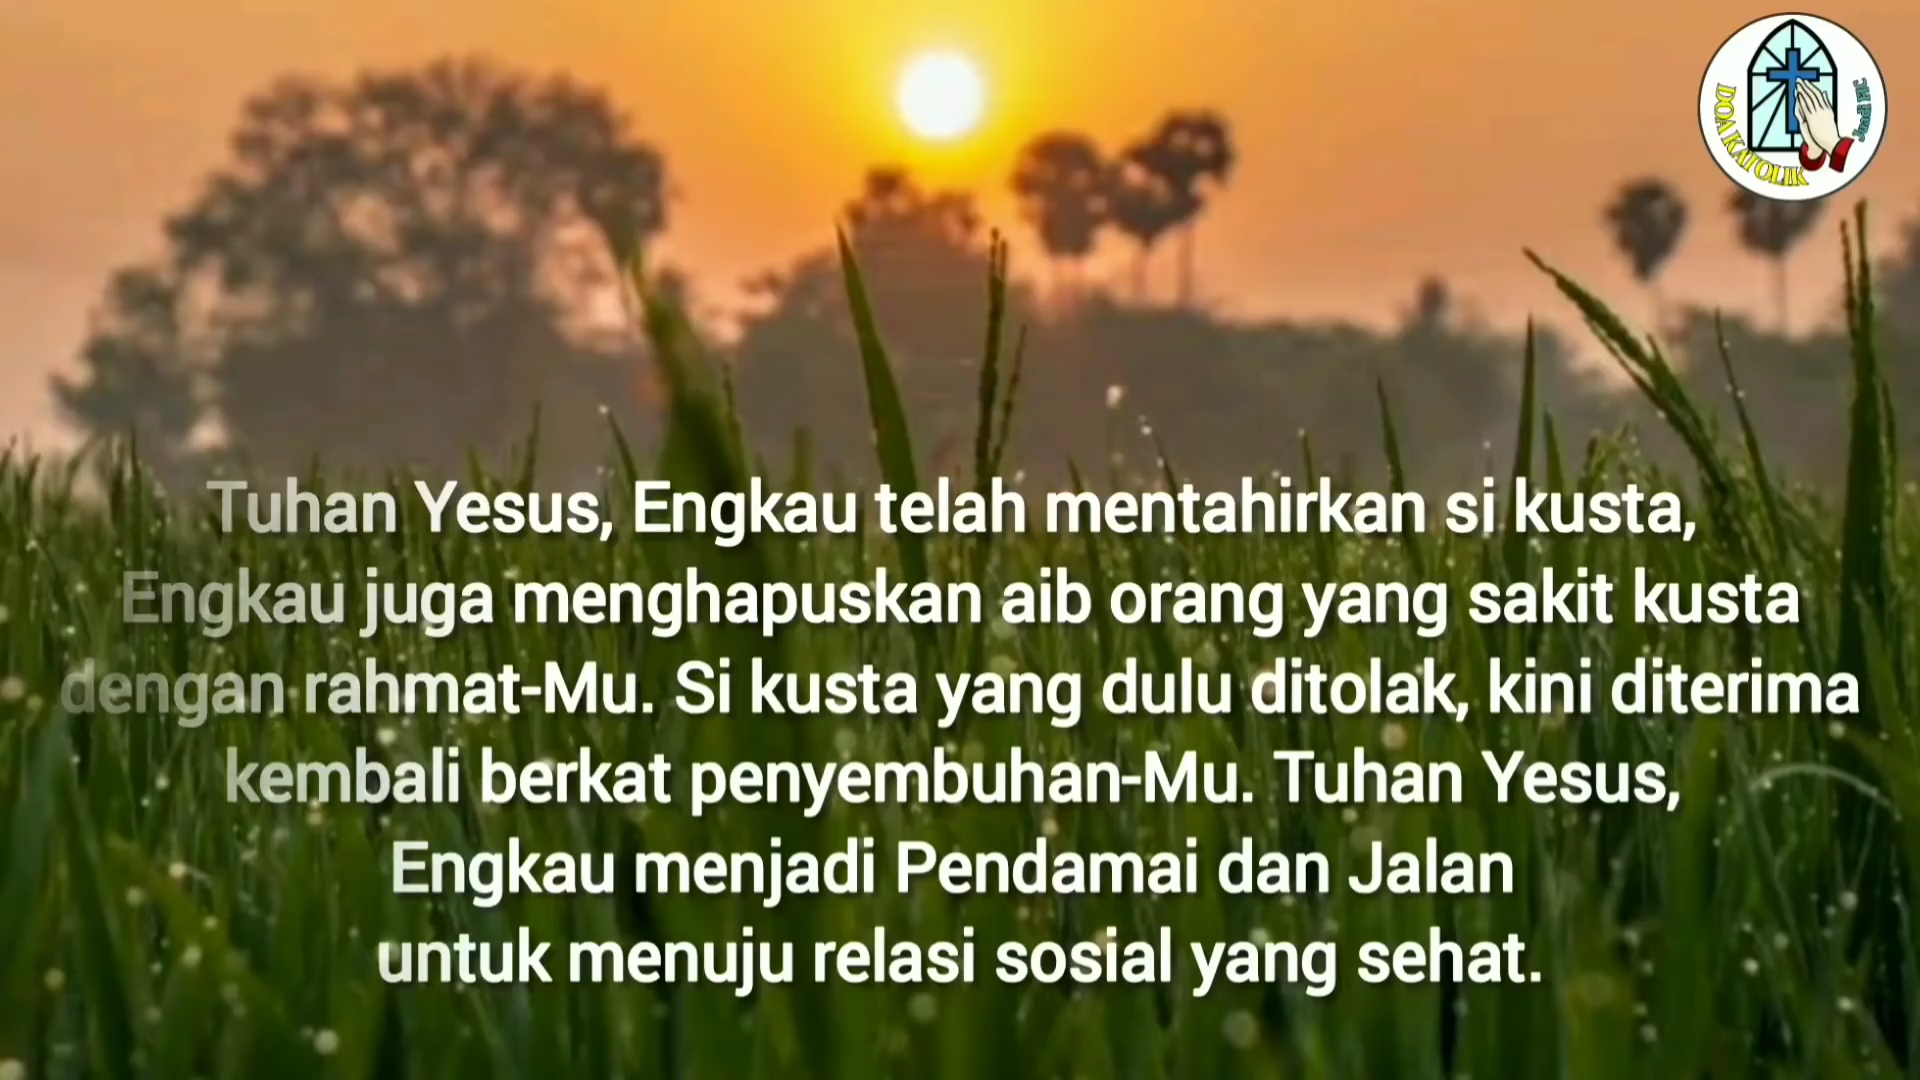 DOA KATOLIK
Tuhan Yesus, Engkau telah mentahirkan si kusta,
Engkau juga menghapuskan aib orang yang sakit kusta
dengan rahmat-Mu. Si kusta yang dulu ditolak, kini diterima
kembali berkat penyembuhan-Mu. Tuhan Yesus,
Engkau menjadi Pendamai dan Jalan
untuk menuju relasi sosial yang sehat.